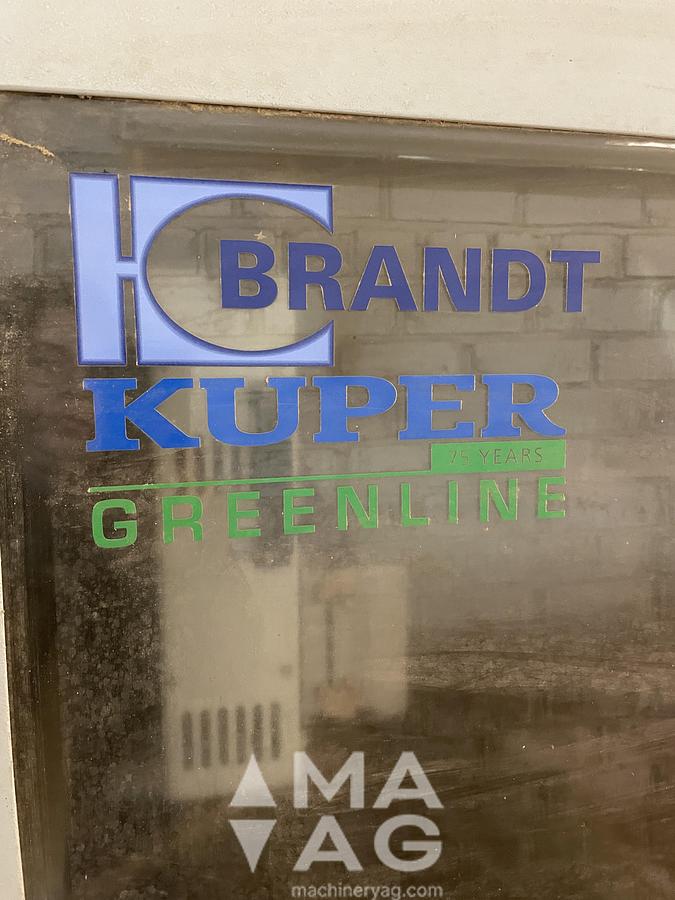 BRANDT
KUPER
75 YEARS
GREENLINE
MA
AG
machineryag.com